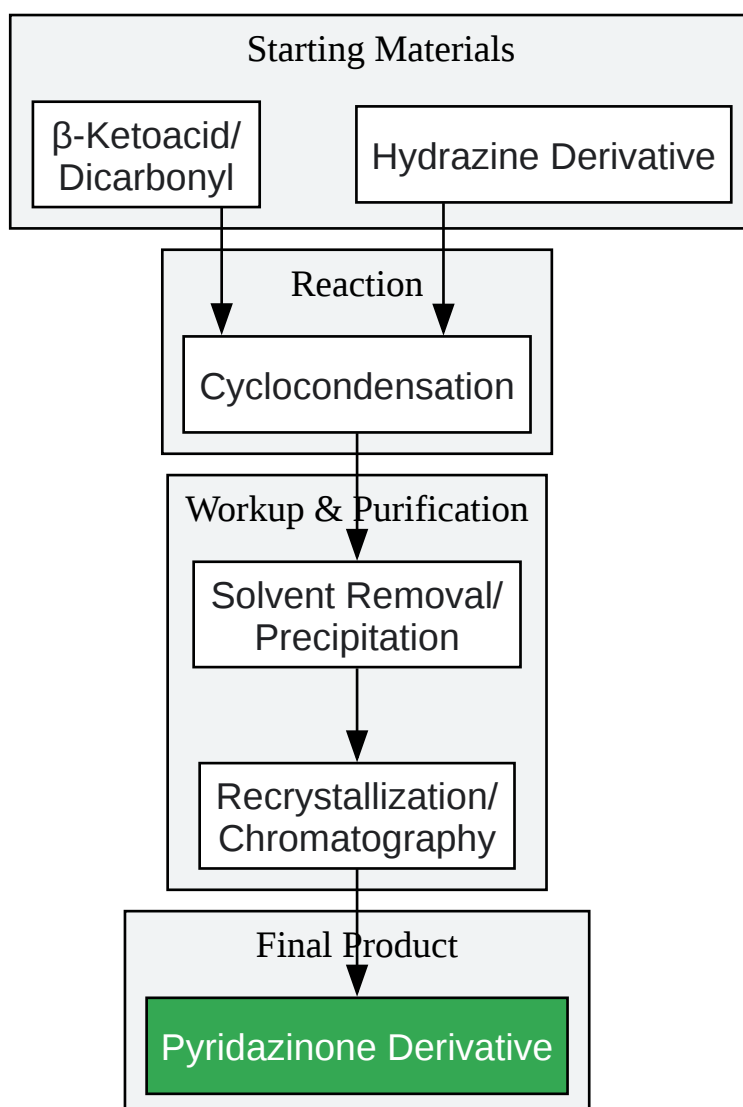 Starting Materials
β-Ketoacid/
Dicarbonyl
Hydrazine Derivative
Reaction
Cyclocondensation
Workup & Purification
Solvent Removal/
Precipitation
Recrystallization/
Chromatography
Final Product
Pyridazinone Derivative